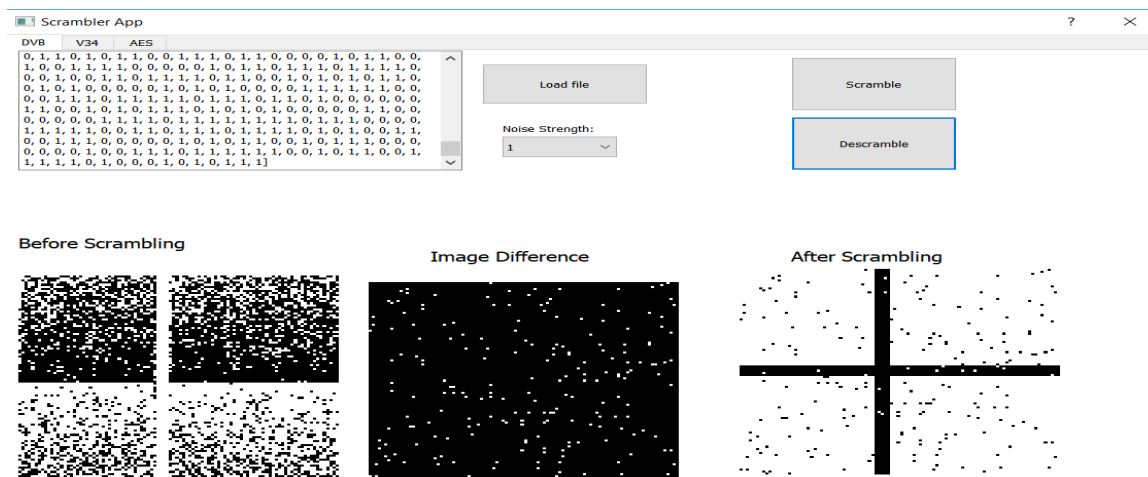 Scrambler App
?
DVB V34 AES
0, 1, 1, 0, 1, 0, 1, 1, 0, 0, 1, 1, 1, 0, 1, 1, 0, 0, 0, 0, 1, 0, 1, 1, 0, 0,
1, 0, 0, 1, 1, 1, 1, 0, 0, 0, 0, 0, 0, 1, 0, 1, 1, 0, 1, 1, 0, 1, 1, 1, 1, 0,
0, 0, 1, 0, 0, 1, 1, 0, 1, 1, 1, 1, 0, 1, 1, 0, 0, 1, 0, 1, 1, 0, 1, 0, 1, 0,
0, 1, 0, 1, 0, 0, 0, 0, 0, 1, 0, 1, 0, 1, 0, 0, 0, 0, 1, 1, 1, 1, 1, 1, 0, 0,
0, 0, 1, 1, 1, 0, 1, 1, 1, 1, 1, 0, 1, 1, 0, 1, 1, 0, 0, 1, 0, 0, 0, 0, 0, 0,
1, 1, 0, 0, 1, 0, 1, 0, 1, 1, 1, 0, 1, 0, 1, 0, 1, 0, 0, 0, 0, 0, 1, 1, 0, 0,
0, 0, 0, 0, 0, 1, 1, 1, 1, 0, 1, 1, 1, 1, 1, 1, 1, 1, 0, 1, 1, 1, 0, 0, 0, 0,
1, 1, 1, 1, 1, 0, 0, 1, 1, 0, 1, 0, 1, 1, 0, 1, 1, 1, 0, 1, 0, 1, 0, 0, 1, 1,
0, 0, 1, 1, 1, 0, 0, 0, 0, 0, 1, 0, 1, 0, 1, 1, 0, 0, 1, 0, 1, 1, 1, 0, 0, 0,
0, 0, 0, 0, 1, 0, 0, 1, 1, 1, 0, 1, 1, 1, 1, 1, 1, 0, 0, 1, 0, 1, 1, 0, 0, 1,
1, 1, 1, 1, 0, 1, 0, 0, 0, 1, 0, 1, 0, 1, 1, 1]
Load file
Noise Strength:
1
Scramble
Descramble
Before Scrambling
Image Difference
After Scrambling